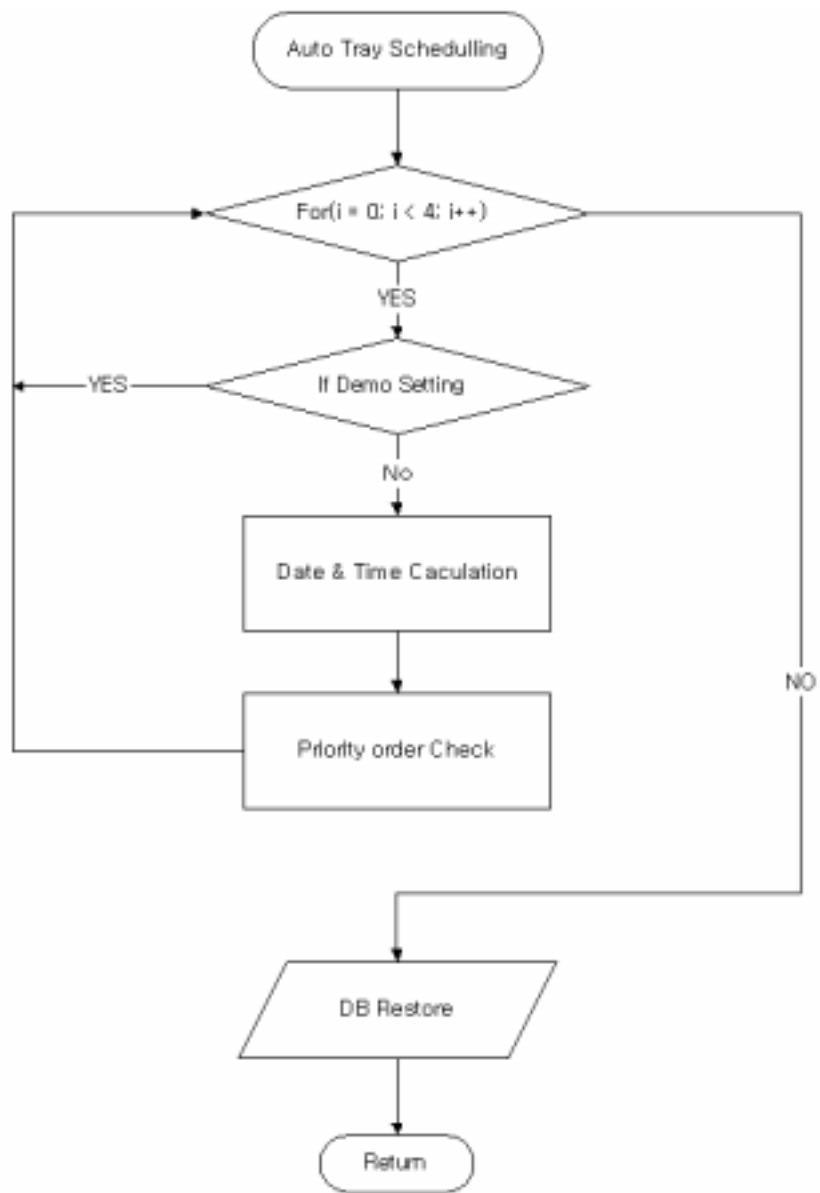 Auto Tray Schedulling
For(i = 0; i < 4; i++)
YES
If Demo Setting
YES
No
Date & Time Caculation
NO
Priority order Check
DB Restore
Return